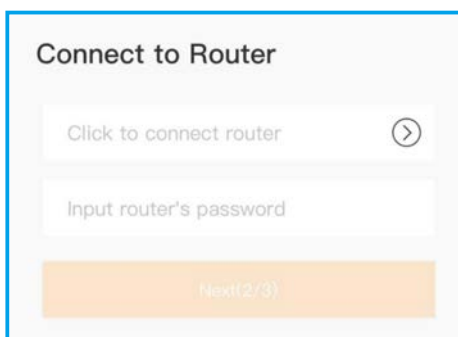 Connect to Router
Click to connect router
Input router's password
Next(2/3)